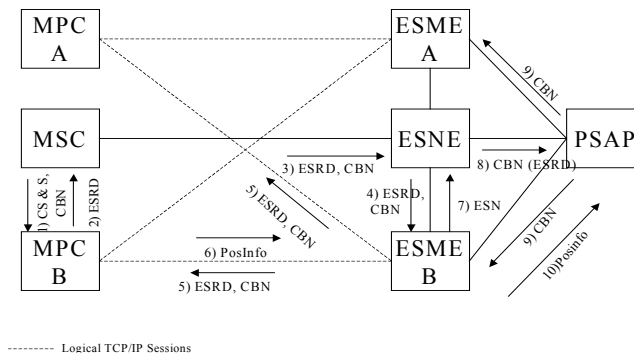 MPC
A
ESME
A
9) CBN
MSC
ESNE
PSAP
3) ESRD, CBN
8) CBN (ESRD)
1) CS & S,
CBN
2) ESRD
5) ESRD, CBN
4) ESRD,
CBN
7) ESN
9) CBN
10)Posinfo
MPC
B
6) PosInfo
5) ESRD, CBN
ESME
B
Logical TCP/IP Sessions